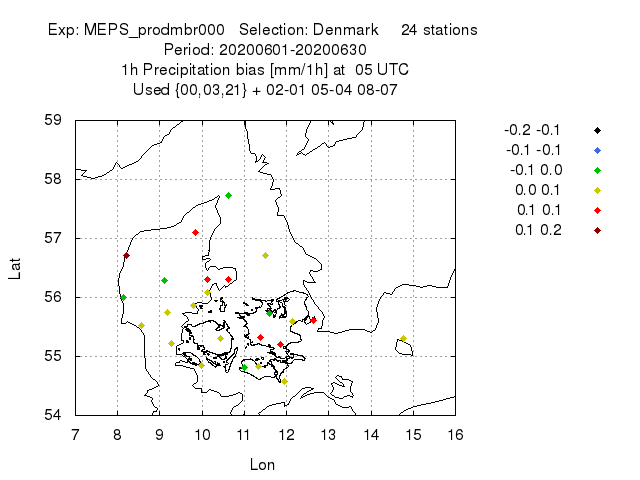 Exp: MEPS_prodmbr000 Selection: Denmark 24 stations
Period: 20200601-20200630
1h Precipitation bias [mm/1h] at 05 UTC
Used {00,03,21} + 02-01 05-04 08-07
-0.2 -0.1
-0.1 -0.1
-0.1 0.0
0.0 0.1
0.1 0.1
0.1 0.2
59
58
57
56
55
54
Lat
7 8 9 10 11 12 13 14 15 16
Lon